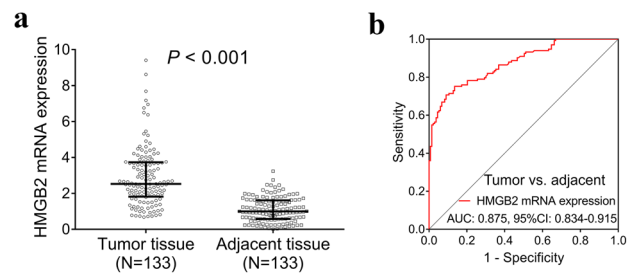 a
HMGB2 mRNA expression
10
8
6
4
2
0
P < 0.001
Tumor tissue
(N=133)
Adjacent tissue
(N=133)
b
Sensitivity
1.0
0.8
0.6
0.4
0.2
0.0
Tumor vs. adjacent
HMGB2 mRNA expression
AUC: 0.875, 95%CI: 0.834-0.915
0.0 0.2 0.4 0.6 0.8 1.0
1 - Specificity